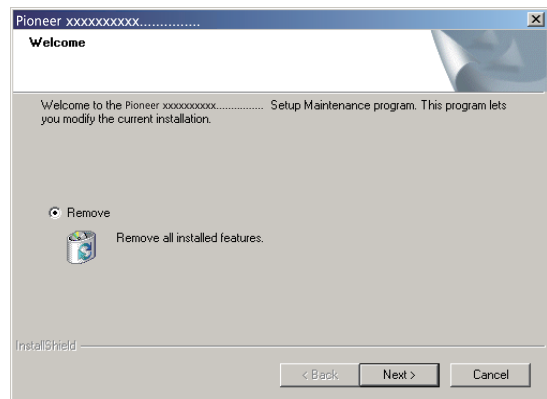 Pioneer xxxxxxxxxx...............
Welcome
Welcome to the Pioneer xxxxxxxxxx................ Setup Maintenance program. This program lets
you modify the current installation.
Remove
Remove all installed features.
InstallShield
< Back
Next >
Cancel